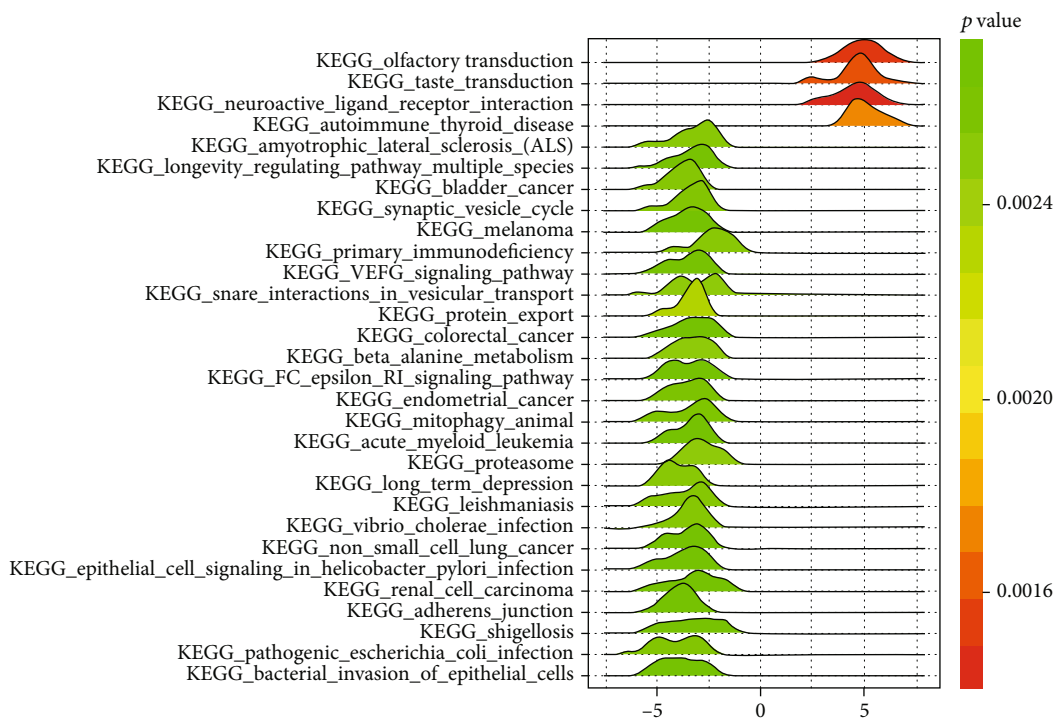 p value
KEGG_olfactory transduction
KEGG_taste_transduction
KEGG_neuroactive_ligand_receptor_interaction
KEGG_autoimmune_thyroid_disease
KEGG_amyotrophic_lateral_sclerosis_(ALS)
KEGG_longevity_regulating_pathway_multiple_species
KEGG_bladder_cancer
KEGG_synaptic_vesicle_cycle
KEGG_melanoma
KEGG_primary_immunodeficiency
KEGG_VEFG_signaling_pathway
KEGG_snare_interactions_in_vesicular_transport
KEGG_protein_export
KEGG_colorectal_cancer
KEGG_beta_alanine_metabolism
KEGG_FC_epsilon_RI_signaling_pathway
KEGG_endometrial_cancer
KEGG_mitophagy_animal
KEGG_acute_myeloid_leukemia
KEGG_proteasome
KEGG_long_term_depression
KEGG_leishmaniasis
KEGG_vibrio_cholerae_infection
KEGG_non_small_cell_lung_cancer
KEGG_epithelial_cell_signaling_in_helicobacter_pylori_infection
KEGG_renal_cell_carcinoma
KEGG_adherens_junction
KEGG_shigellosis
KEGG_pathogenic_escherichia_coli_infection
KEGG_bacterial_invasion_of_epithelial_cells
–5 0 5
0.0024
0.0020
0.0016